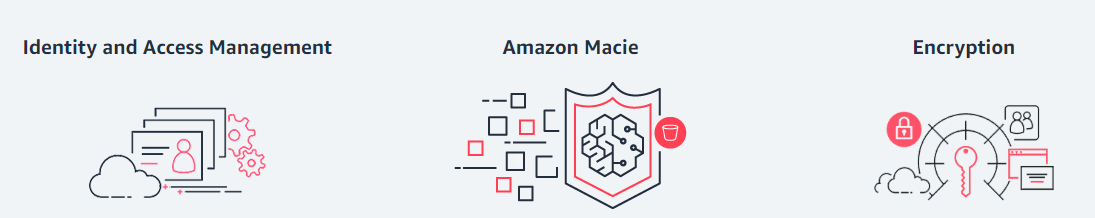 Identity and Access Management
Amazon Macie
Encryption